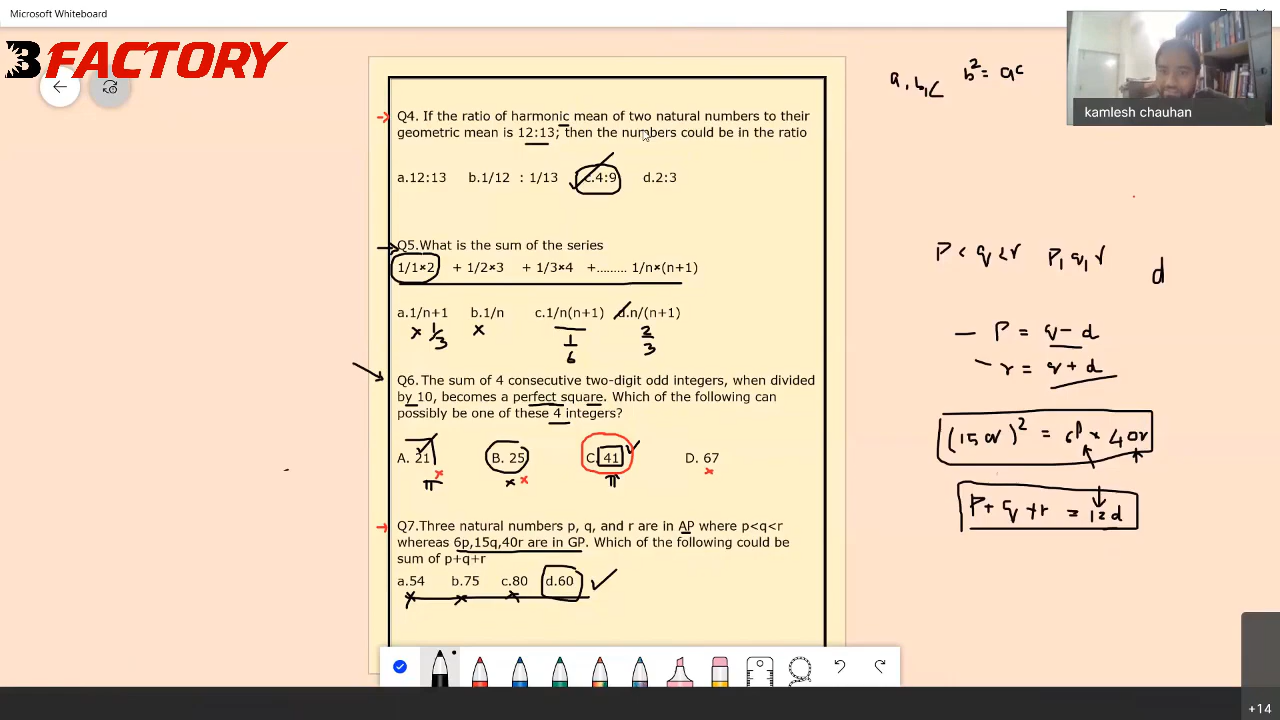 Microsoft Whiteboard
3FACTORY
kamlesh chauhan
a, b, c b² = ac
Q4. If the ratio of harmonic mean of two natural numbers to their
geometric mean is 12:13; then the numbers could be in the ratio
a.12:13 b.1/12 : 1/13 c.4:9 d.2:3
Q5.What is the sum of the series
1/1*2 + 1/2*3 + 1/3*4 +......... 1/n*(n+1)
a.1/n+1 b.1/n c.1/n(n+1) d.n/(n+1)
× 1/3 × 1/6 2/3
Q6.The sum of 4 consecutive two-digit odd integers, when divided
by 10, becomes a perfect square. Which of the following can
possibly be one of these 4 integers?
A. 21 B. 25 C. 41 D. 67
Q7.Three natural numbers p, q, and r are in AP where p<q<r
whereas 6p,15q,40r are in GP. Which of the following could be
sum of p+q+r
a.54 b.75 c.80 d.60
P < q < r P, q, r d
P = q - d
r = q + d
P + q + r = 12d
+14